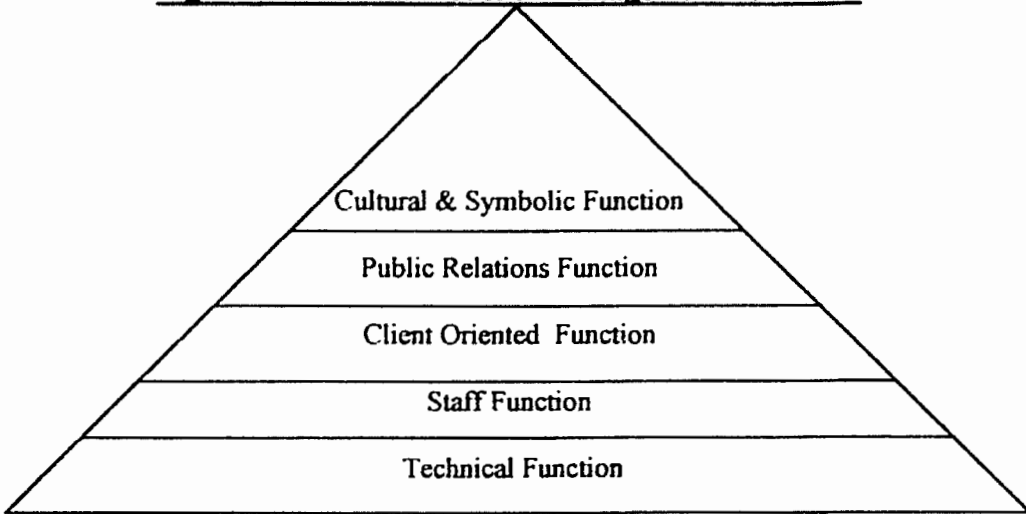 Cultural & Symbolic Function
Public Relations Function
Client Oriented Function
Staff Function
Technical Function